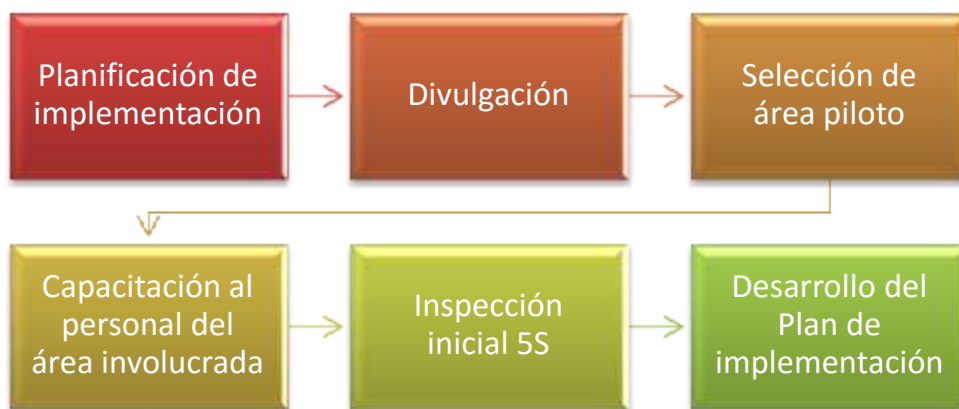 Planificación de
implementación
Divulgación
Selección de
área piloto
Capacitación al
personal del
área involucrada
Inspección
inicial 5S
Desarrollo del
Plan de
implementación